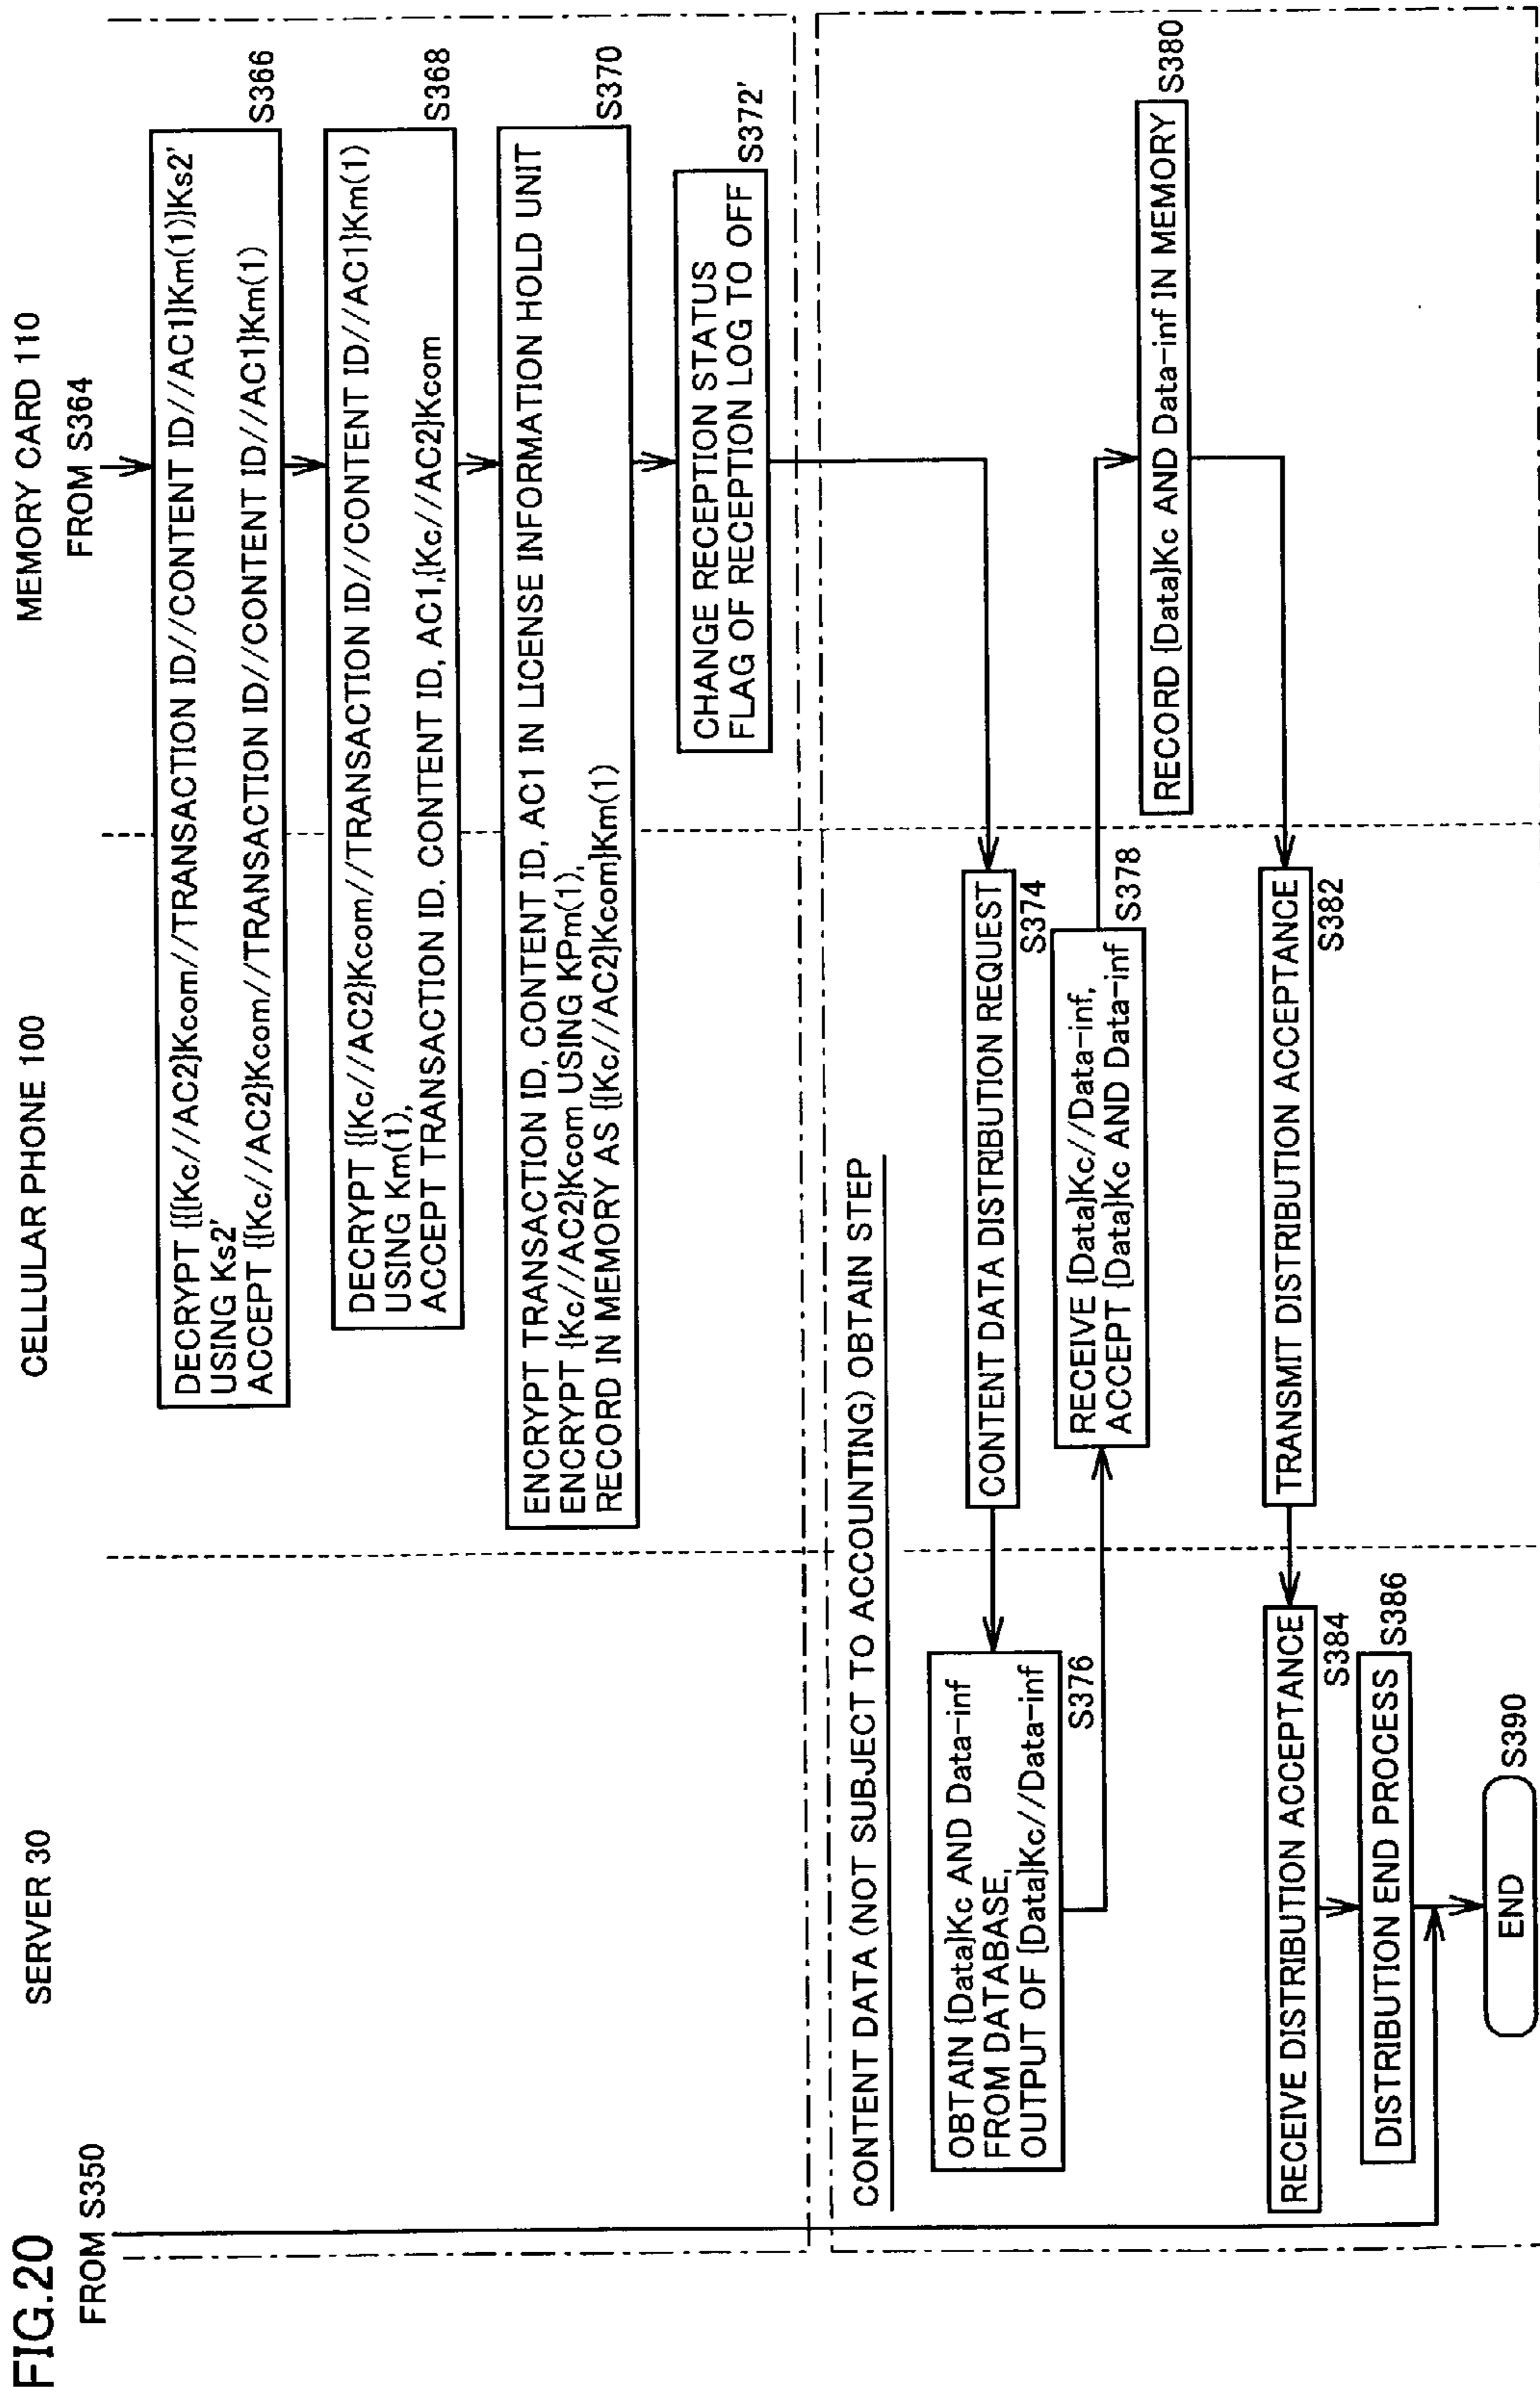 FIG.20
FROM S350
SERVER 30
CELLULAR PHONE 100
MEMORY CARD 110
FROM S364
DECRYPT {{{Kc//AC2}Kcom//TRANSACTION ID//CONTENT ID//AC1}Km(1)}Ks2'
USING Ks2'
ACCEPT {{Kc//AC2}Kcom//TRANSACTION ID//CONTENT ID//AC1}Km(1)
S366
DECRYPT {{Kc//AC2}Kcom//TRANSACTION ID//CONTENT ID//AC1}Km(1)
USING Km(1),
ACCEPT TRANSACTION ID, CONTENT ID, AC1,{Kc//AC2}Kcom
S368
ENCRYPT TRANSACTION ID, CONTENT ID, AC1 IN LICENSE INFORMATION HOLD UNIT
ENCRYPT {Kc//AC2}Kcom USING KPm(1),
RECORD IN MEMORY AS {{Kc//AC2}Kcom}Km(1)
S370
CHANGE RECEPTION STATUS
FLAG OF RECEPTION LOG TO OFF
S372'
CONTENT DATA (NOT SUBJECT TO ACCOUNTING) OBTAIN STEP
CONTENT DATA DISTRIBUTION REQUEST
S374
OBTAIN {Data}Kc AND Data-inf
FROM DATABASE,
OUTPUT OF {Data}Kc//Data-inf
S376
RECEIVE {Data}Kc//Data-inf,
ACCEPT {Data}Kc AND Data-inf
S378
RECORD {Data}Kc AND Data-inf IN MEMORY
S380
TRANSMIT DISTRIBUTION ACCEPTANCE
S382
RECEIVE DISTRIBUTION ACCEPTANCE
S384
DISTRIBUTION END PROCESS
S386
END
S390